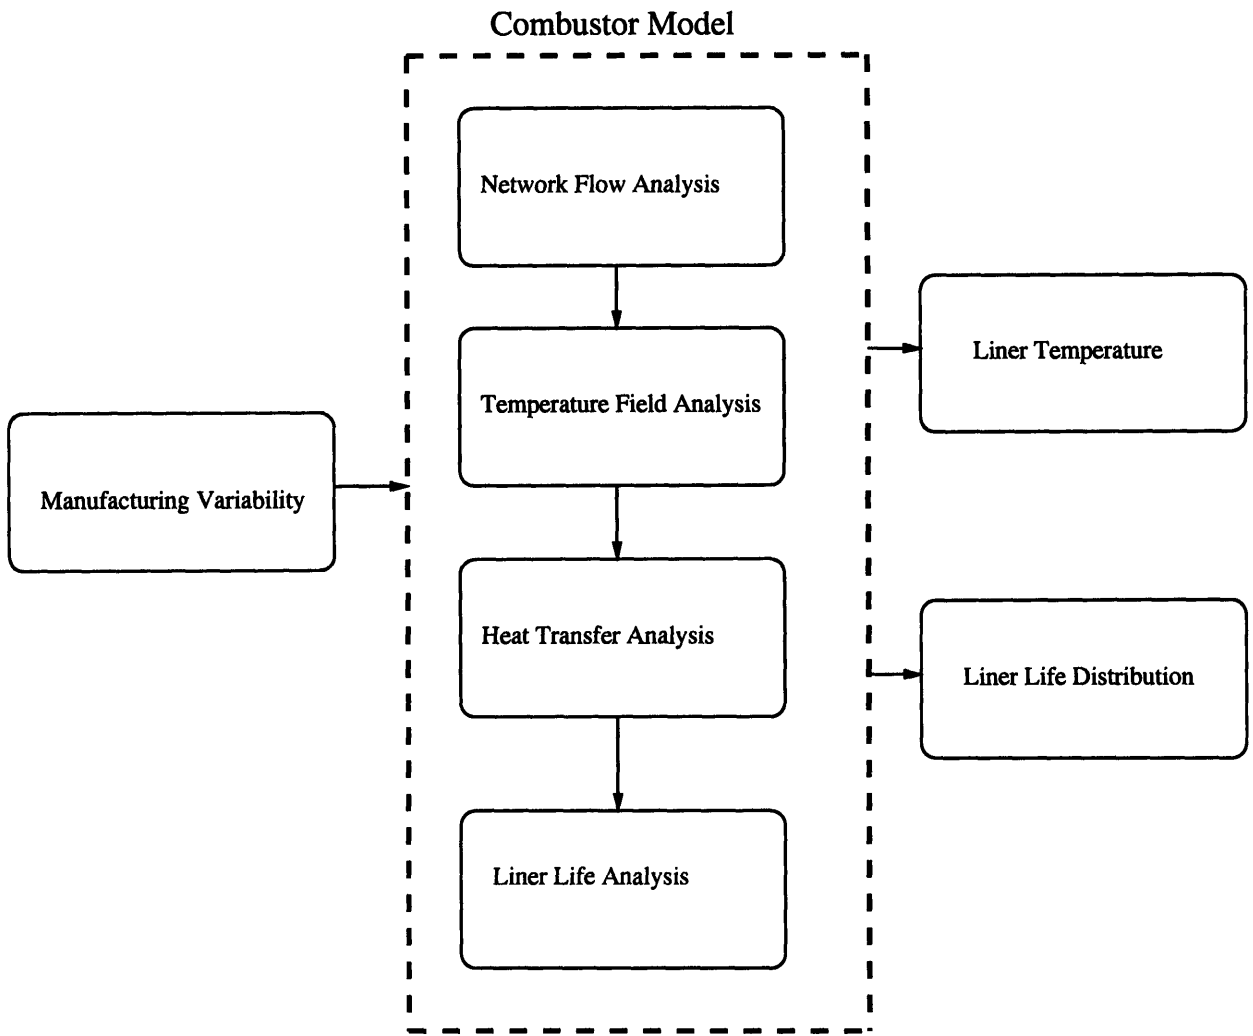 Combustor Model
Network Flow Analysis
Temperature Field Analysis
Heat Transfer Analysis
Liner Life Analysis
Manufacturing Variability
Liner Temperature
Liner Life Distribution